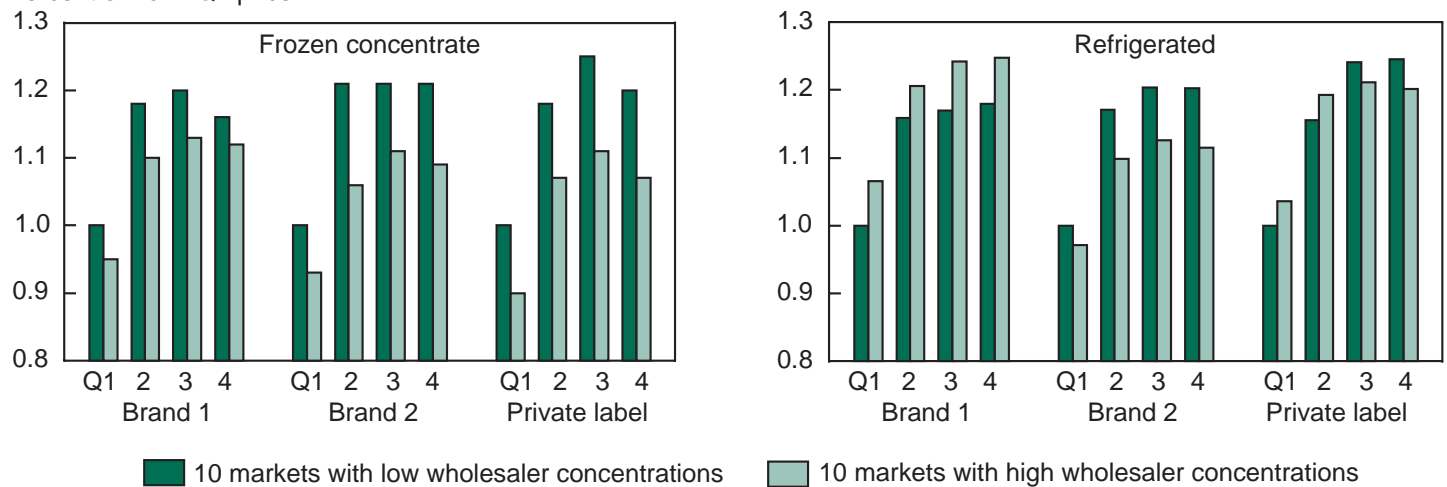 1.3
1.2
1.1
1.0
0.9
0.8
Frozen concentrate
Q1 2 3 4 Q1 2 3 4 Q1 2 3 4
Brand 1 Brand 2 Private label
1.3
1.2
1.1
1.0
0.9
0.8
Refrigerated
Q1 2 3 4 Q1 2 3 4 Q1 2 3 4
Brand 1 Brand 2 Private label
10 markets with low wholesaler concentrations 10 markets with high wholesaler concentrations